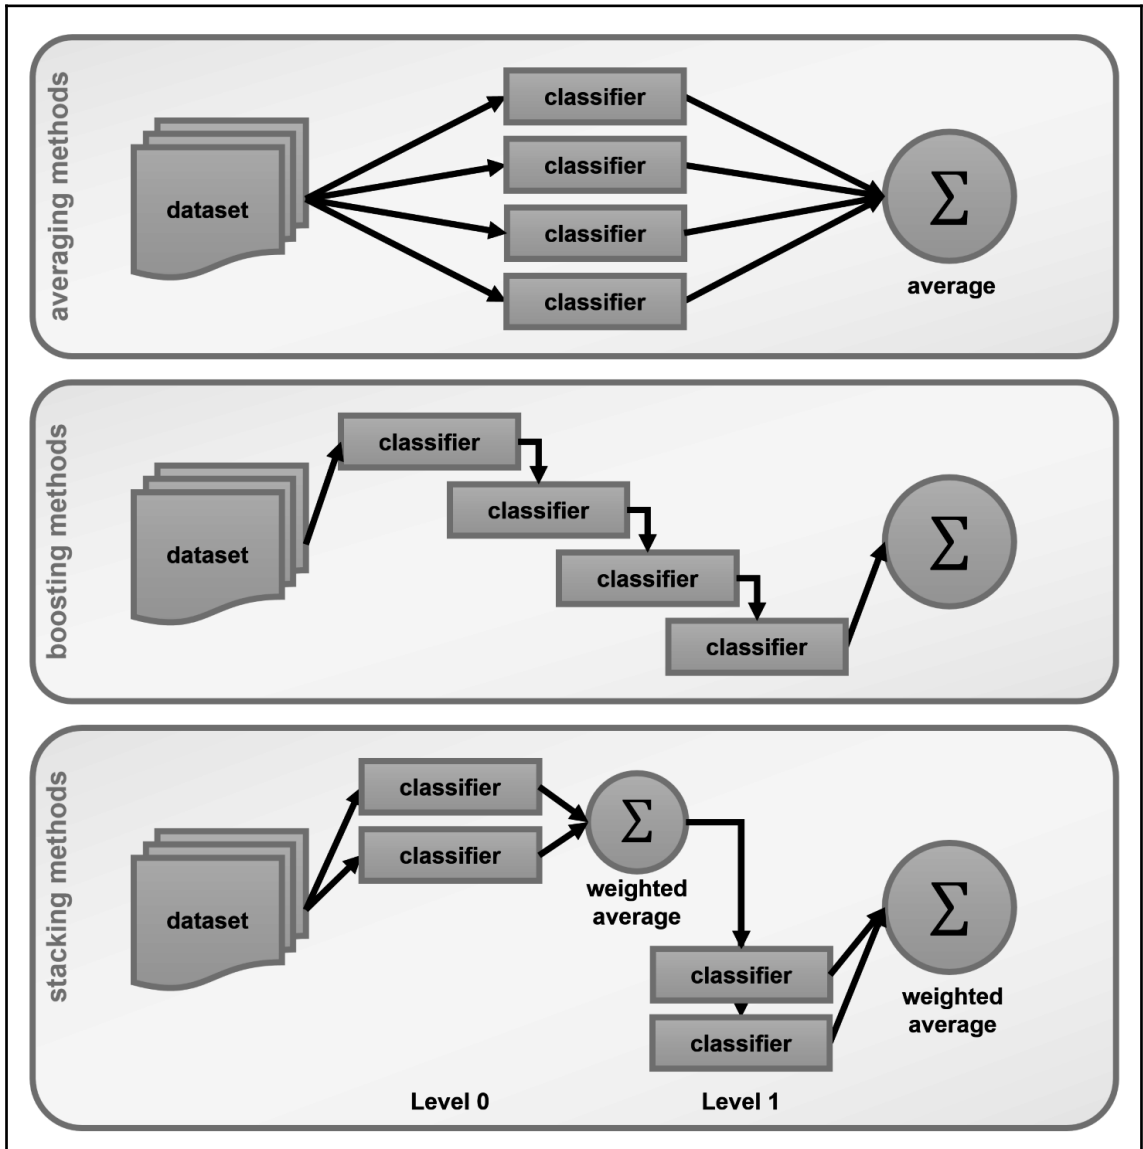 averaging methods
dataset
classifier
classifier
classifier
classifier
Σ
average
boosting methods
dataset
classifier
classifier
classifier
classifier
Σ
stacking methods
dataset
classifier
classifier
Σ
weighted
average
classifier
classifier
Σ
weighted
average
Level 0
Level 1